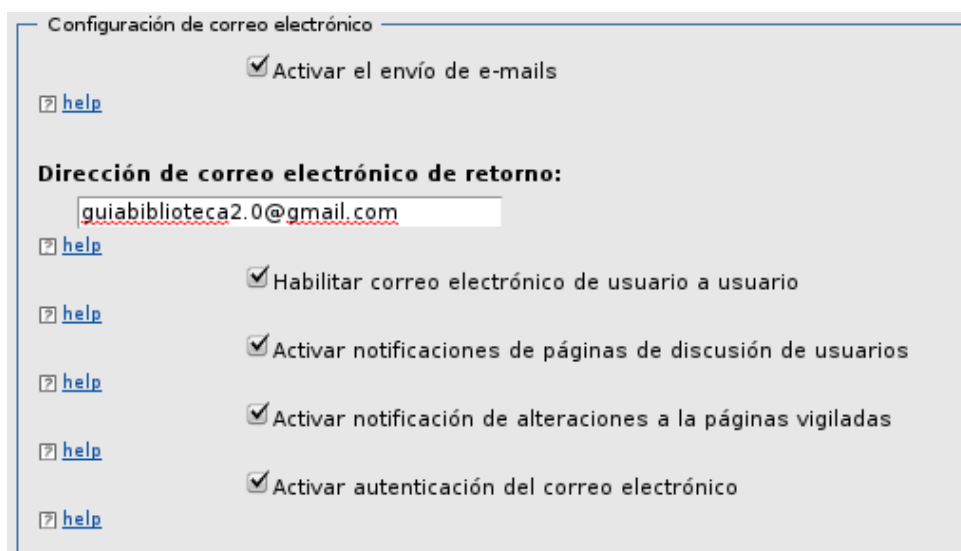 Configuración de correo electrónico
Activar el envío de e-mails
? help
Dirección de correo electrónico de retorno:
guiabiblioteca2.0@gmail.com
? help
Habilitar correo electrónico de usuario a usuario
? help
Activar notificaciones de páginas de discusión de usuarios
? help
Activar notificación de alteraciones a la páginas vigiladas
? help
Activar autenticación del correo electrónico
? help